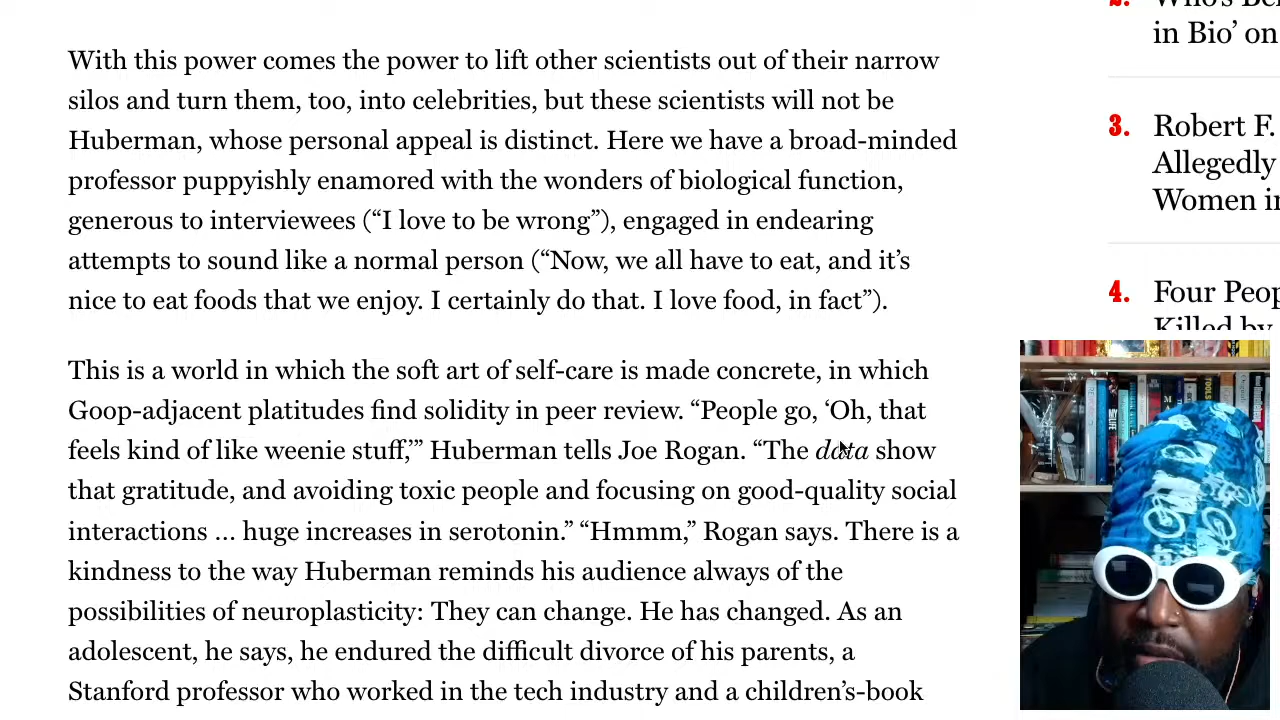 With this power comes the power to lift other scientists out of their narrow
silos and turn them, too, into celebrities, but these scientists will not be
Huberman, whose personal appeal is distinct. Here we have a broad-minded
professor puppyishly enamored with the wonders of biological function,
generous to interviewees (“I love to be wrong”), engaged in endearing
attempts to sound like a normal person (“Now, we all have to eat, and it’s
nice to eat foods that we enjoy. I certainly do that. I love food, in fact”).
This is a world in which the soft art of self-care is made concrete, in which
Goop-adjacent platitudes find solidity in peer review. “People go, ‘Oh, that
feels kind of like weenie stuff,’” Huberman tells Joe Rogan. “The data show
that gratitude, and avoiding toxic people and focusing on good-quality social
interactions … huge increases in serotonin.” “Hmmm,” Rogan says. There is a
kindness to the way Huberman reminds his audience always of the
possibilities of neuroplasticity: They can change. He has changed. As an
adolescent, he says, he endured the difficult divorce of his parents, a
Stanford professor who worked in the tech industry and a children’s-book
2. Who’s Be
in Bio’ on
3. Robert F.
Allegedly
Women in
4. Four Peop
Killed by